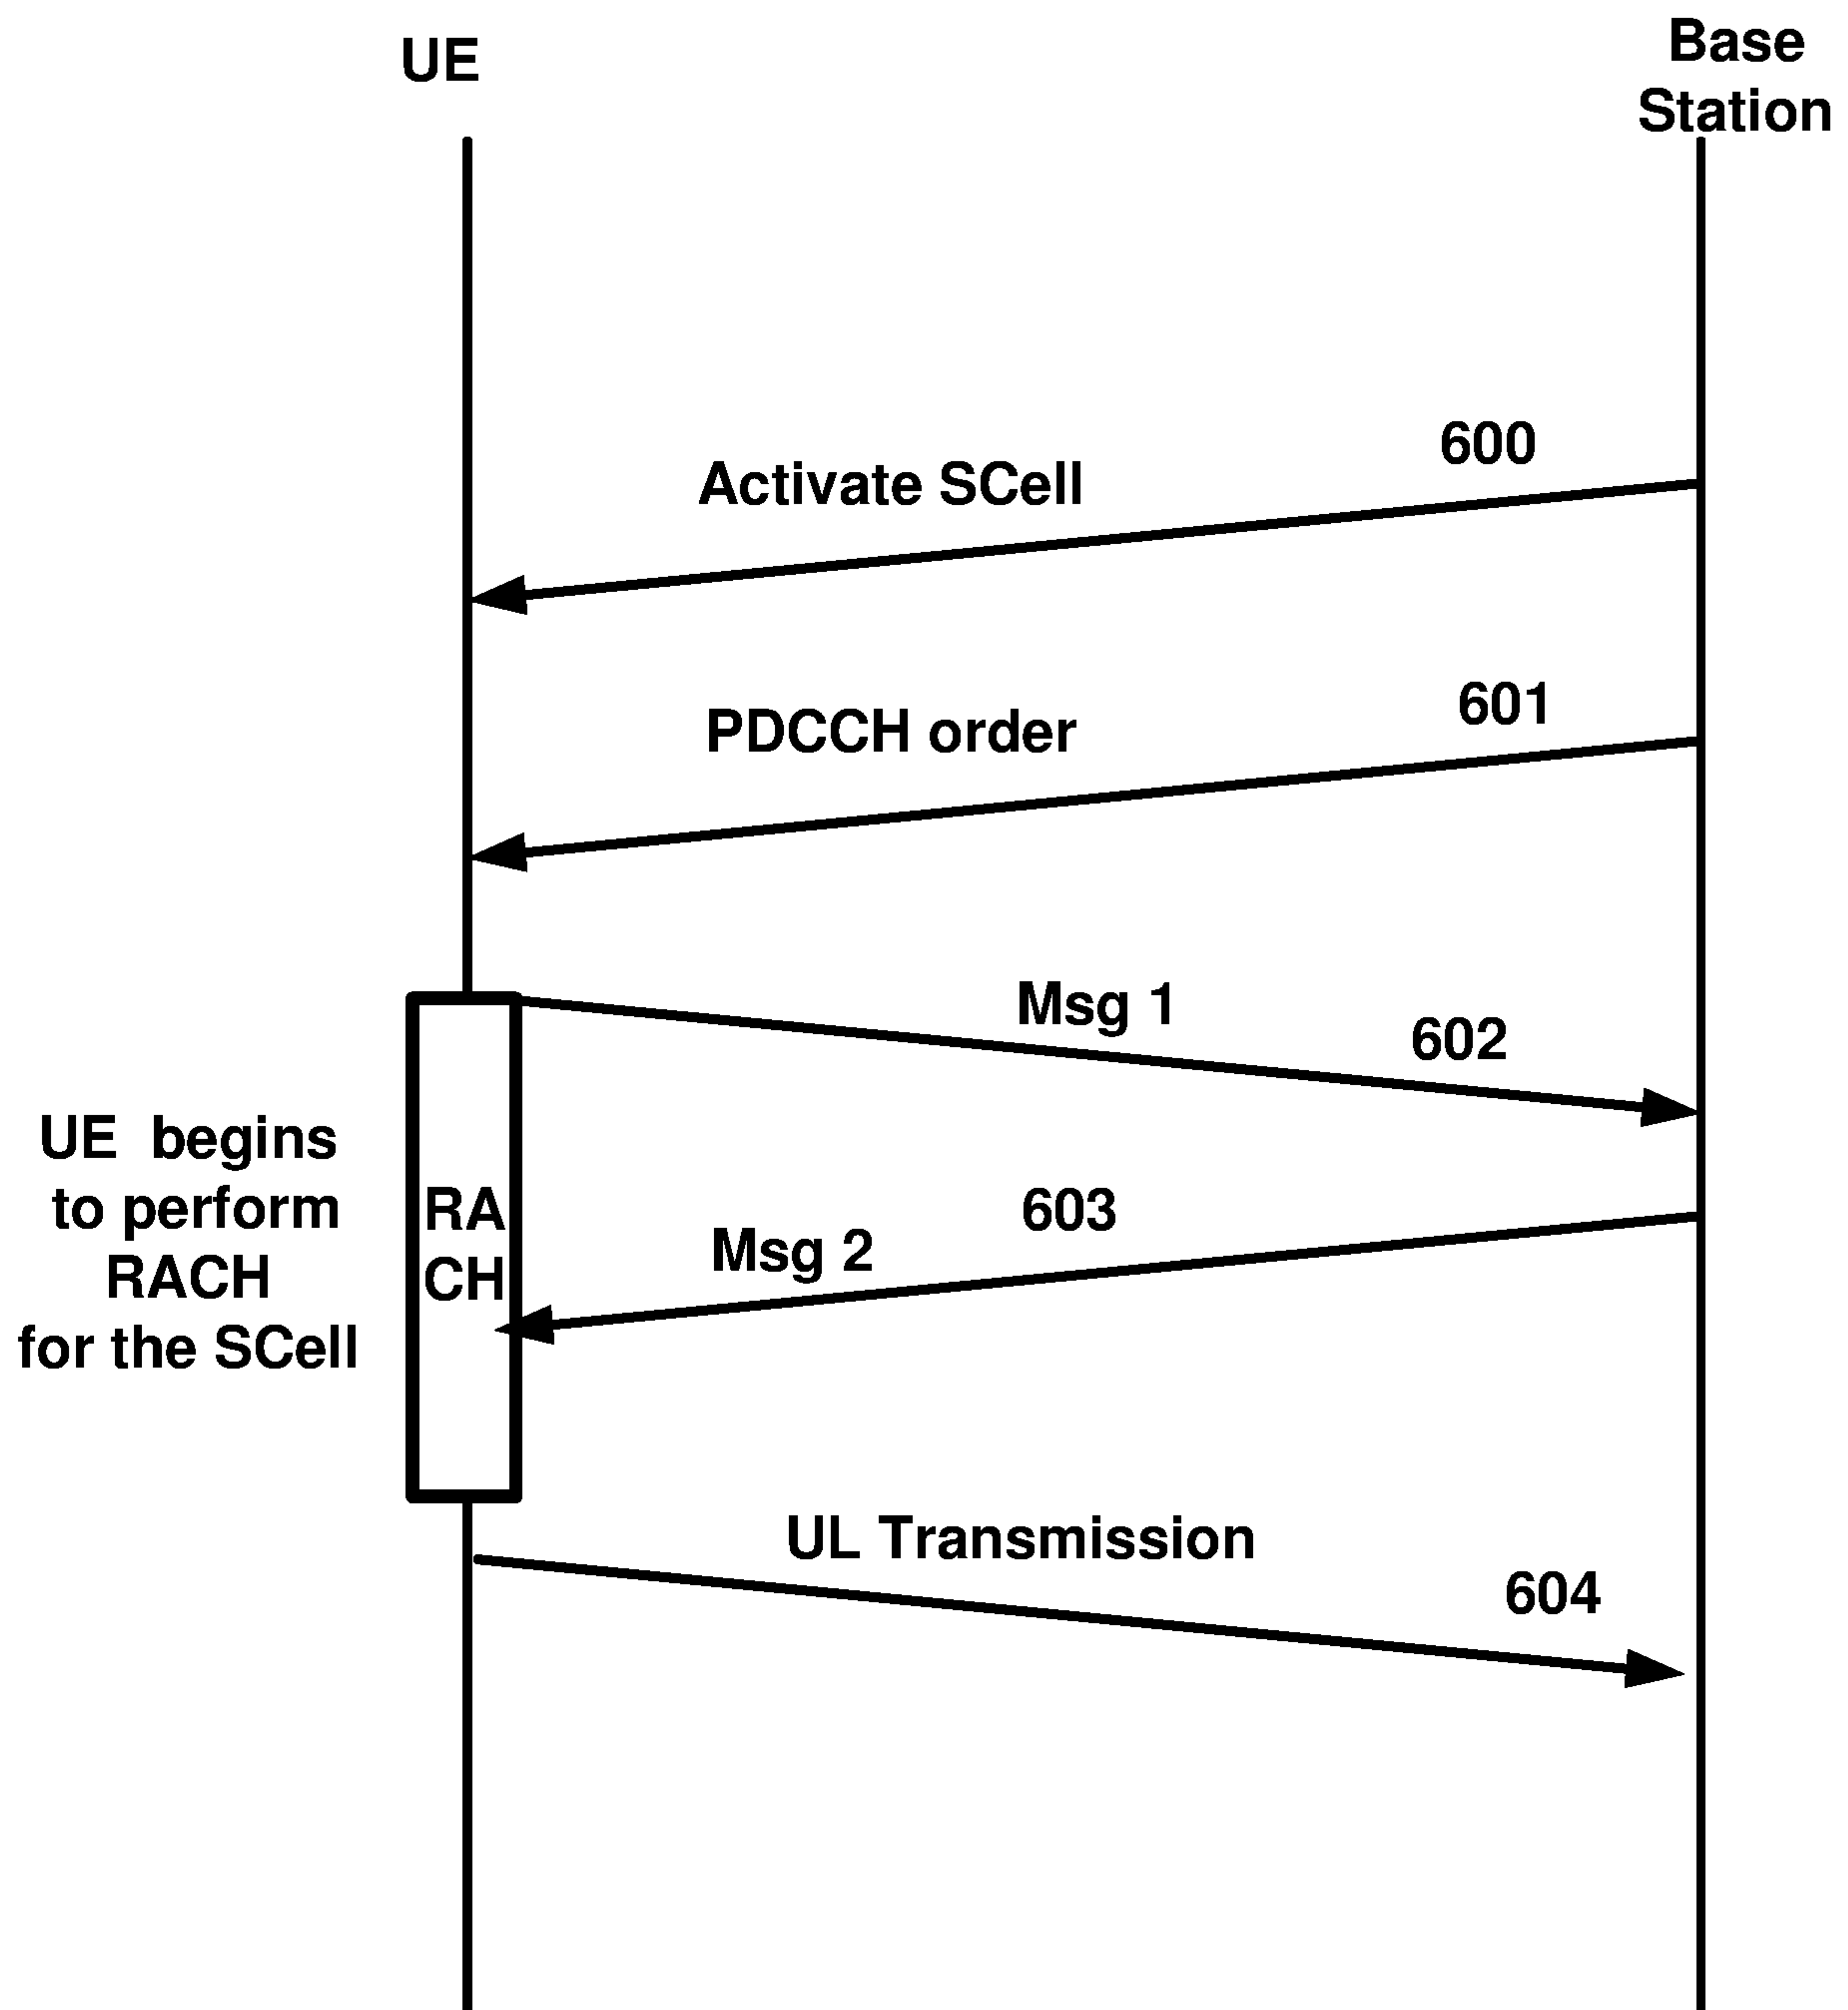 UE
Base
Station
600
Activate SCell
601
PDCCH order
Msg 1
602
UE begins
to perform
RACH
for the SCell
RA
CH
603
Msg 2
UL Transmission
604